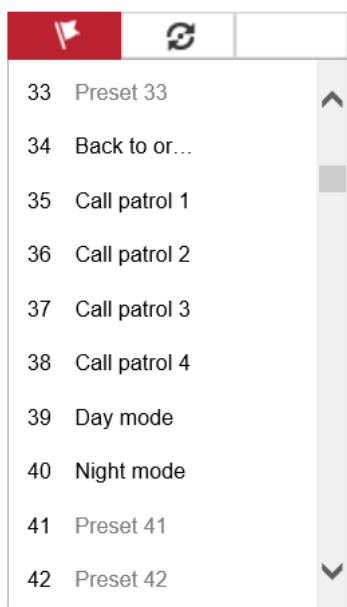 33 Preset 33
34 Back to or...
35 Call patrol 1
36 Call patrol 2
37 Call patrol 3
38 Call patrol 4
39 Day mode
40 Night mode
41 Preset 41
42 Preset 42